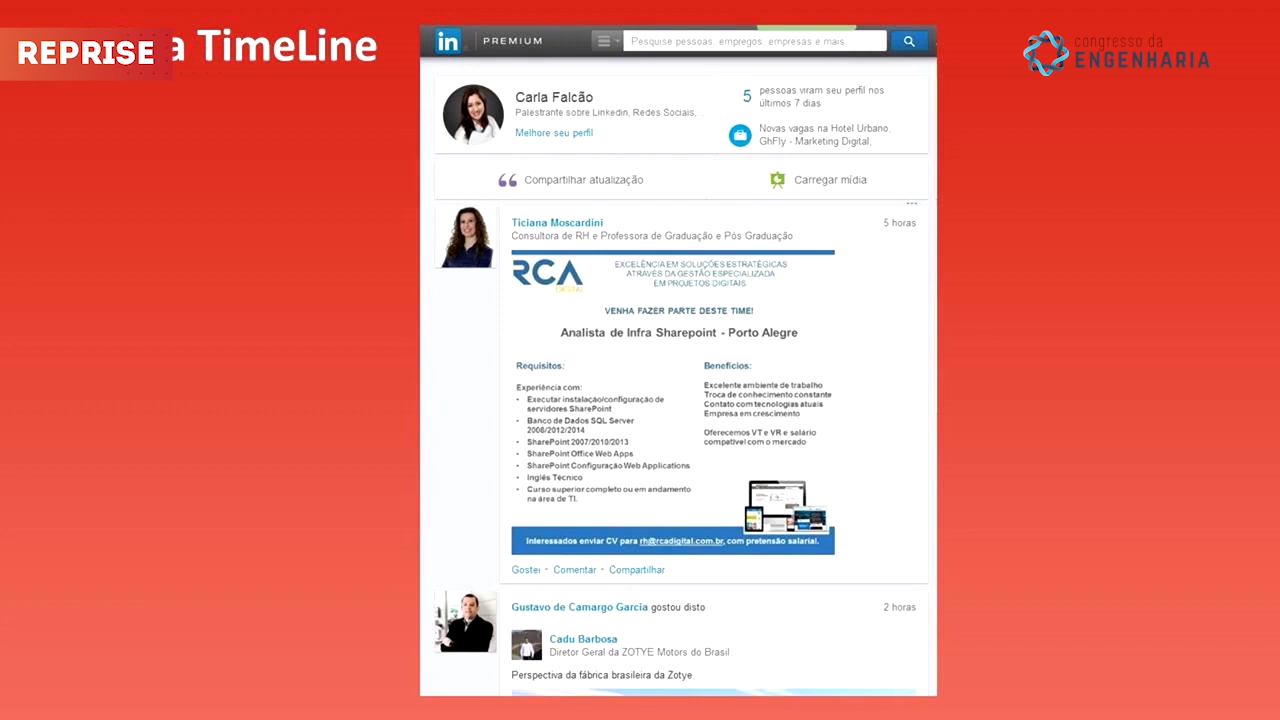 REPRISE
a TimeLine
in PREMIUM
Pesquise pessoas, empregos, empresas e mais...
congresso da
ENGENHARIA
Carla Falcão
Palestrante sobre Linkedin, Redes Sociais,
Melhore seu perfil
5 pessoas viram seu perfil nos
últimos 7 dias
Novas vagas na Hotel Urbano,
GhFly - Marketing Digital,
Compartilhar atualização
Carregar mídia
Ticiana Moscardini
5 horas
Consultora de RH e Professora de Graduação e Pós Graduação
RCA
DIGITAL
EXCELÊNCIA EM SOLUÇÕES ESTRATÉGICAS
ATRAVÉS DA GESTÃO ESPECIALIZADA
EM PROJETOS DIGITAIS
VENHA FAZER PARTE DESTE TIME!
Analista de Infra Sharepoint - Porto Alegre
Requisitos:
Experiência com:
• Executar instalação/configuração de
servidores SharePoint
• Banco de Dados SQL Server
2008/2012/2014
• SharePoint 2007/2010/2013
• SharePoint Office Web Apps
• SharePoint Configuração Web Applications
• Inglês Técnico
• Curso superior completo ou em andamento
na área de TI.
Benefícios:
Excelente ambiente de trabalho
Troca de conhecimento constante
Contato com tecnologias atuais
Empresa em crescimento
Oferecemos VT e VR e salário
compatível com o mercado
Interessados enviar CV para rh@rcadigital.com.br, com pretensão salarial.
Gostei · Comentar · Compartilhar
Gustavo de Camargo Garcia gostou disto
2 horas
Cadu Barbosa
Diretor Geral da ZOTYE Motors do Brasil
Perspectiva da fábrica brasileira da Zotye.